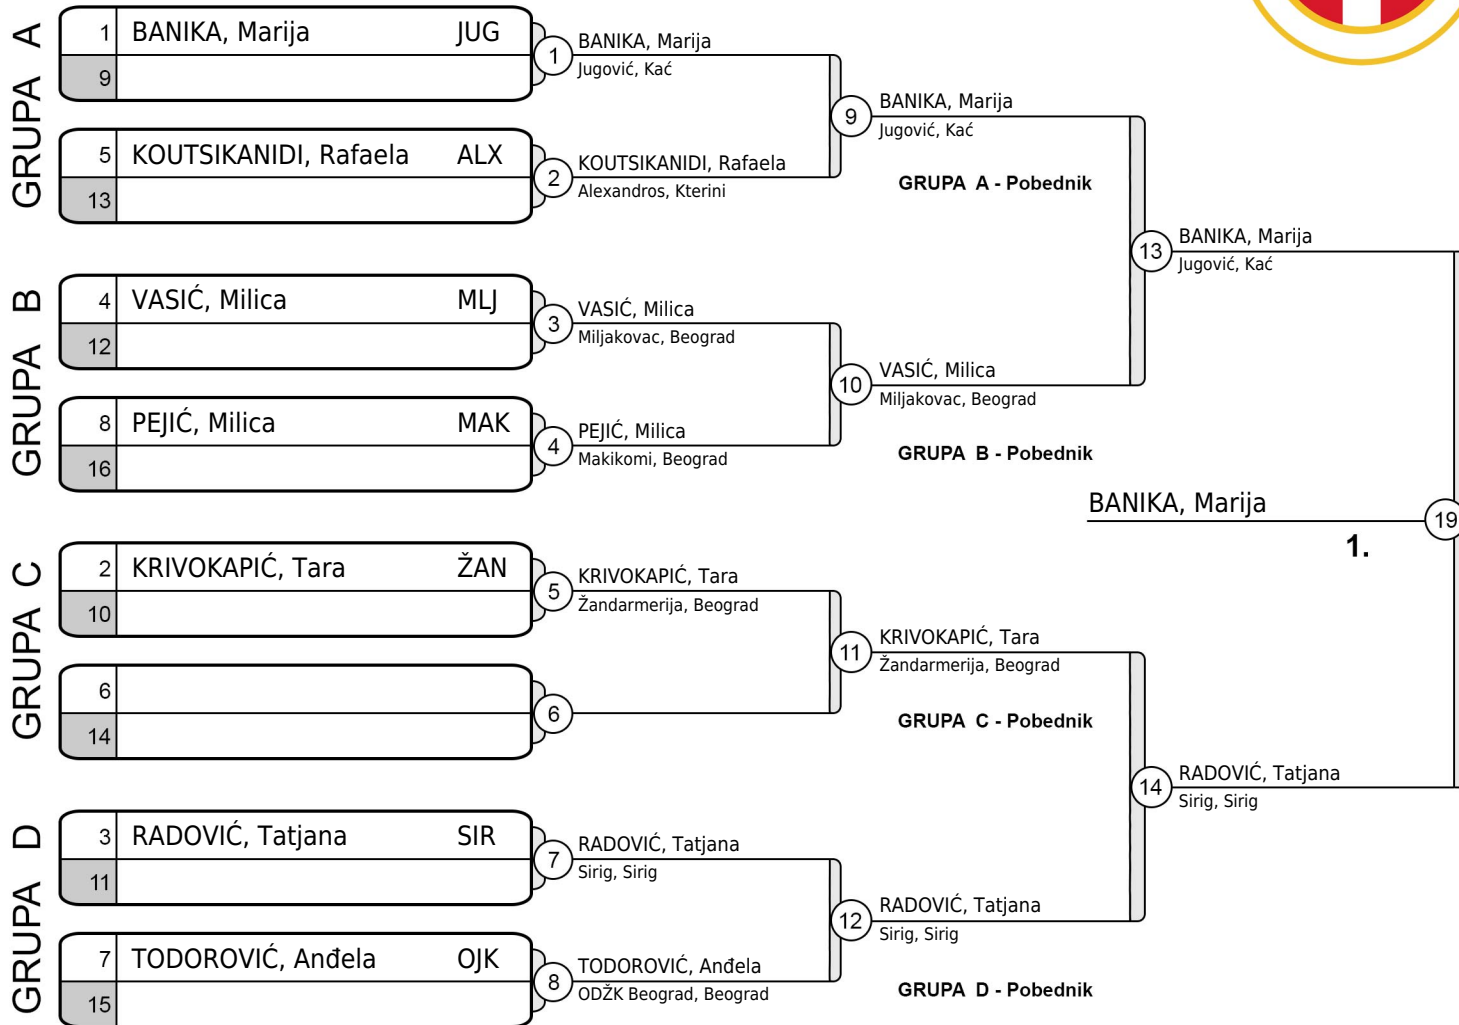 GRUPA A
1 BANIKA, Marija JUG
9
5 KOUTSIKANIDI, Rafaela ALX
13
1
BANIKA, Marija
Jugović, Kać
2
KOUTSIKANIDI, Rafaela
Alexandros, Kterini
9
BANIKA, Marija
Jugović, Kać
GRUPA A - Pobednik
GRUPA B
4 VASIĆ, Milica MLJ
12
8 PEJIĆ, Milica MAK
16
3
VASIĆ, Milica
Miljakovac, Beograd
4
PEJIĆ, Milica
Makikomi, Beograd
10
VASIĆ, Milica
Miljakovac, Beograd
GRUPA B - Pobednik
13
BANIKA, Marija
Jugović, Kać
BANIKA, Marija
19
1.
GRUPA C
2 KRIVOKAPIĆ, Tara ŽAN
10
6
14
5
KRIVOKAPIĆ, Tara
Žandarmerija, Beograd
6
11
KRIVOKAPIĆ, Tara
Žandarmerija, Beograd
GRUPA C - Pobednik
GRUPA D
3 RADOVIĆ, Tatjana SIR
11
7 TODOROVIĆ, Anđela OJK
15
7
RADOVIĆ, Tatjana
Sirig, Sirig
8
TODOROVIĆ, Anđela
ODŽK Beograd, Beograd
12
RADOVIĆ, Tatjana
Sirig, Sirig
GRUPA D - Pobednik
14
RADOVIĆ, Tatjana
Sirig, Sirig